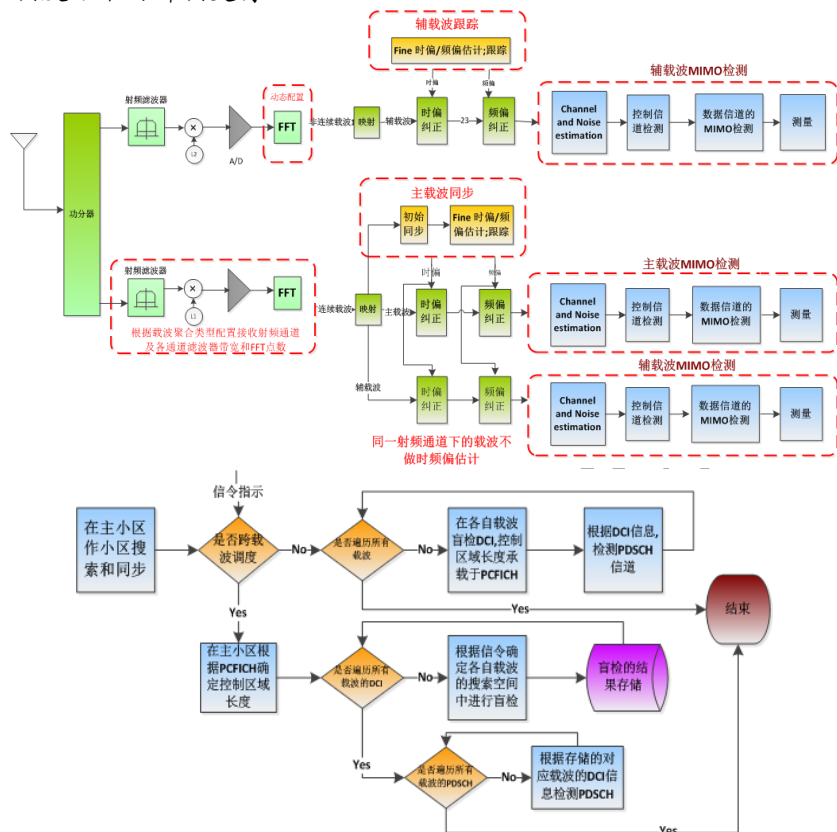 辅载波跟踪
Fine 时偏/频偏估计;跟踪
时偏
频偏
辅载波MIMO检测
射频滤波器
动态配置
L2
A/D
FFT
映射
辅载波
时偏
纠正
23
频偏
纠正
Channel
and Noise
estimation
控制信
道检测
数据信道的
MIMO检测
测量
功分器
主载波同步
初始
同步
Fine 时偏/频
偏估计;跟踪
时偏
频偏
主载波MIMO检测
射频滤波器
L1
FFT
连续载波
映射
主载波
时偏
纠正
频偏
纠正
Channel
and Noise
estimation
控制信
道检测
数据信道的
MIMO检测
测量
根据载波聚合类型配置接收射频通道
及各通道滤波器带宽和FFT点数
辅载波MIMO检测
辅载波
时偏
纠正
频偏
纠正
Channel
and Noise
estimation
控制信
道检测
数据信道的
MIMO检测
测量
同一射频通道下的载波不
做时频偏估计
信令指示
在主小区
作小区搜
索和同步
是否跨载
波调度
No
是否遍历所有
载波
No
在各自载波
盲检DCI,控制
区域长度承
载于PCFICH
根据DCI信息,
检测PDSCH
信道
Yes
Yes
结束
在主小区根
据PCFICH确
定控制区域
长度
是否遍历所有
载波的DCI
No
根据信令确
定各自载波
的搜索空间
中进行盲检
盲检的结
果存储
Yes
是否遍历所有
载波的PDSCH
No
根据存储的对
应载波的DCI信
息检测PDSCH
Yes